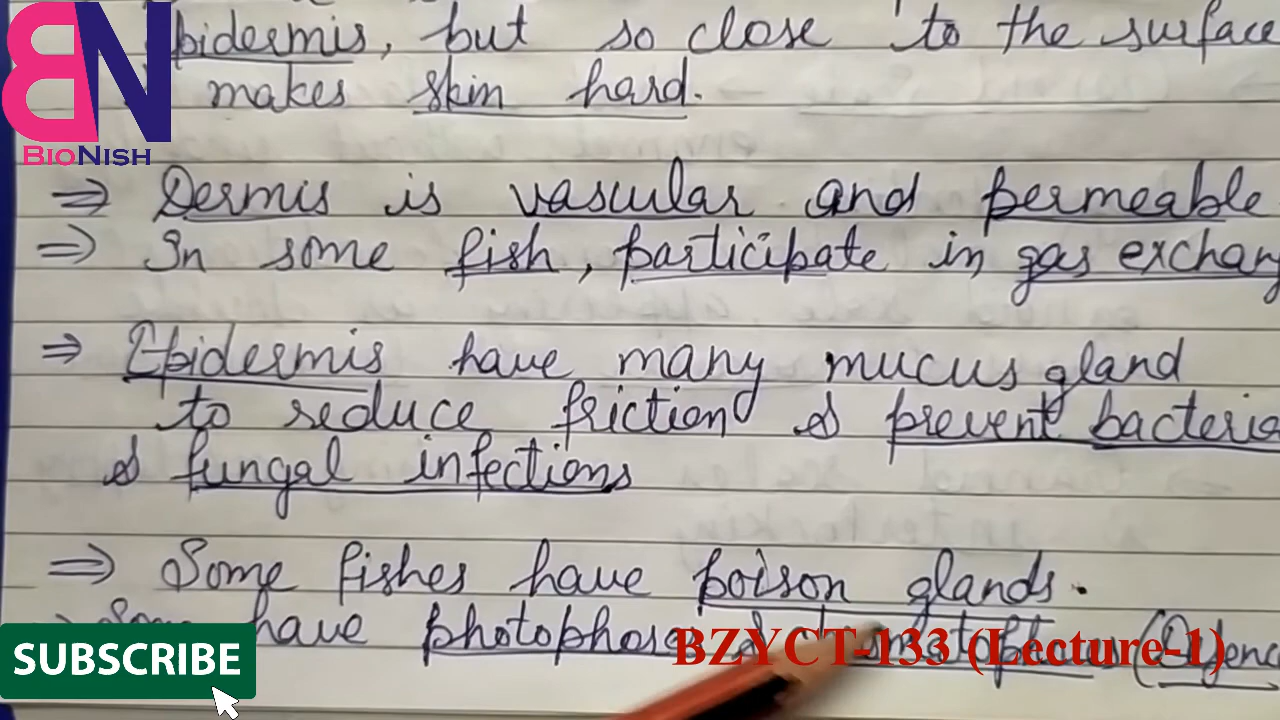 Epidermis, but so close to the surface
makes skin hard.
BN
BIONISH
⇒ Dermis is vascular and permeable
⇒ In some fish, participate in gas exchang
⇒ Epidermis have many mucus gland
to reduce friction & prevent bacteria
& fungal infections
⇒ Some fishes have poison glands.
Some have photophores &
BZYCT-133 (Lecture-1)
SUBSCRIBE